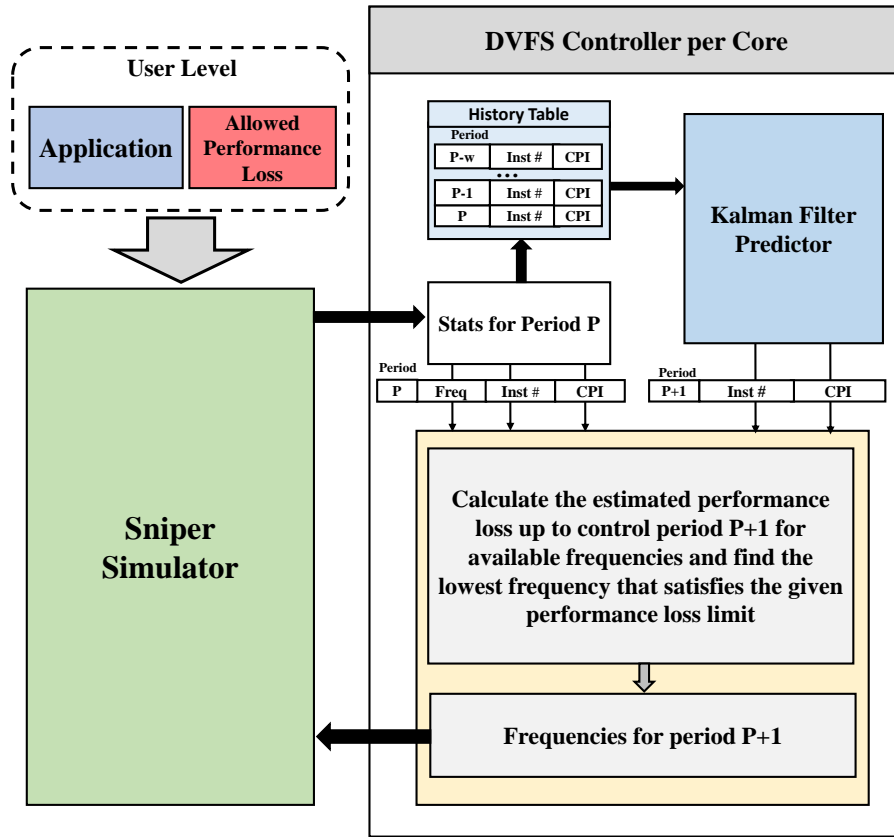 User Level
Application
Allowed
Performance
Loss
Sniper
Simulator
DVFS Controller per Core
History Table
Period
P-w Inst # CPI
...
P-1 Inst # CPI
P Inst # CPI
Kalman Filter
Predictor
Stats for Period P
Period
P Freq Inst # CPI
Period
P+1 Inst # CPI
Calculate the estimated performance
loss up to control period P+1 for
available frequencies and find the
lowest frequency that satisfies the given
performance loss limit
Frequencies for period P+1